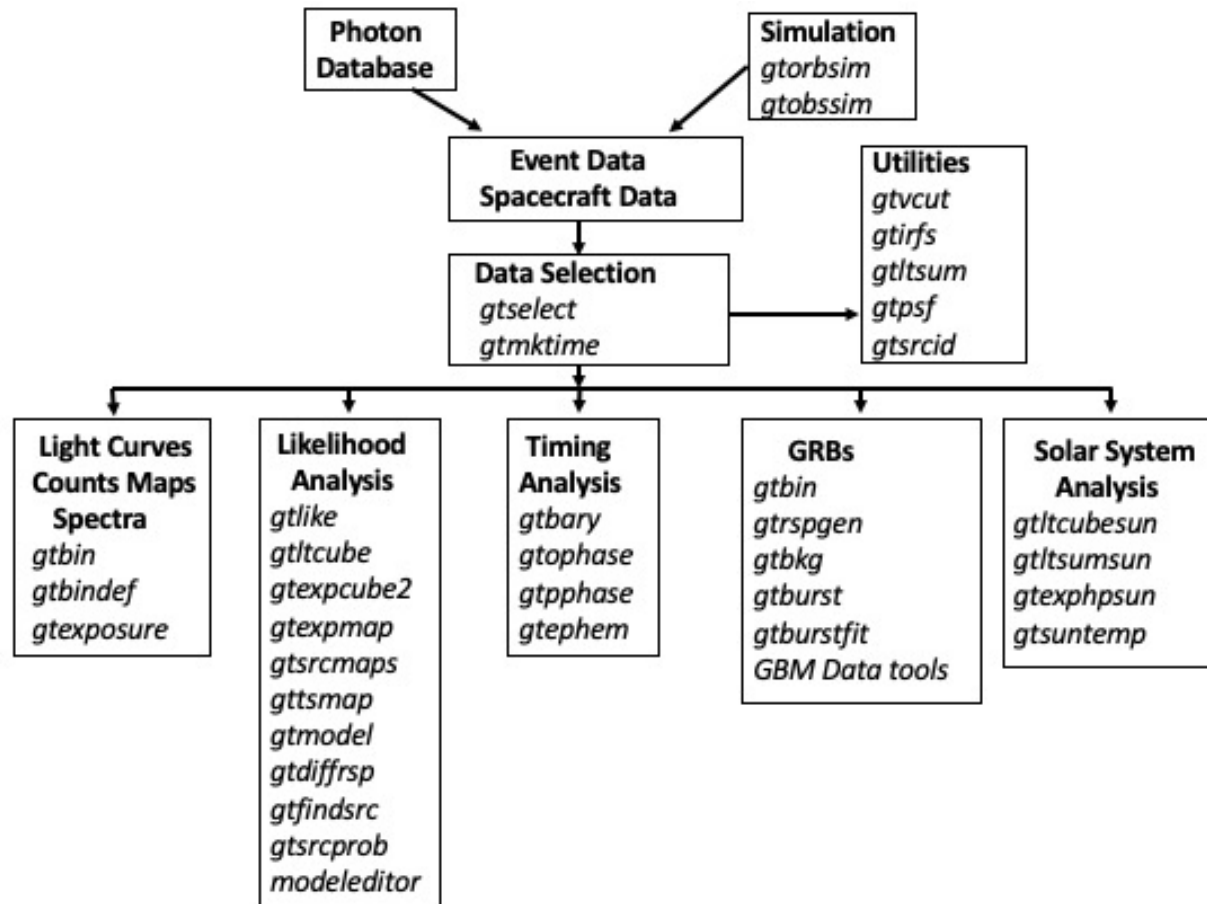 Photon
Database
Simulation
gtorbsim
gtobssim
Event Data
Spacecraft Data
Utilities
gtvcut
gtirfs
gtltsum
gtpsf
gtsrcid
Data Selection
gtselect
gtmktime
Light Curves
Counts Maps
Spectra
gtbin
gtbindef
gtexposure
Likelihood
Analysis
gtlike
gtltcube
gtexpcube2
gtexpmap
gtsrcmaps
gttsmap
gtmodel
gtdiffrsp
gtfindsrc
gtsrcprob
modeleditor
Timing
Analysis
gtbary
gtophase
gtpphase
gtephem
GRBs
gtbin
gtrspgen
gtbkg
gtburst
gtburstfit
GBM Data tools
Solar System
Analysis
gtltcubesun
gtltsumsun
gtexphpsun
gtsuntemp